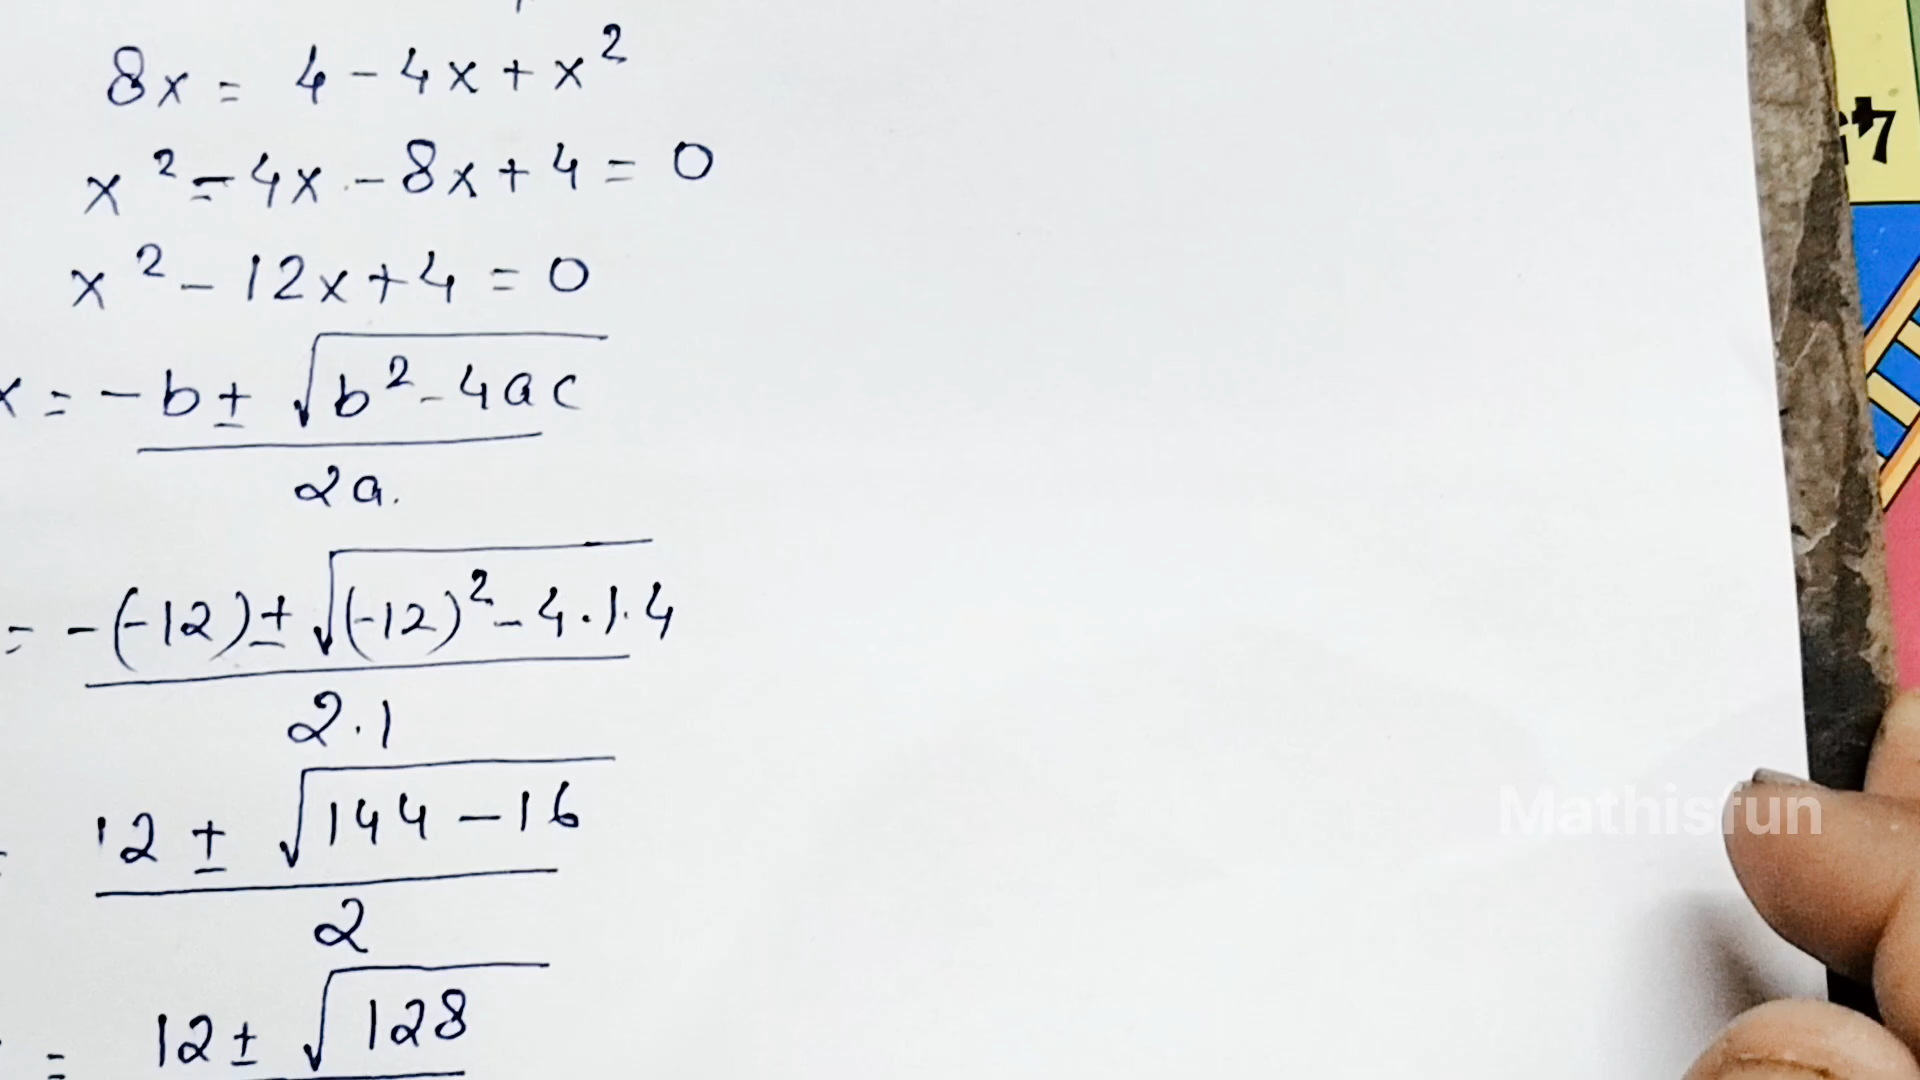 8x = 4 - 4x + x²
x² - 4x - 8x + 4 = 0
x² - 12x + 4 = 0
x = -b ± √b² - 4ac
2a.
= -(-12) ± √(-12)² - 4.1.4
2.1
12 ± √144 - 16
2
= 12 ± √128
Mathisfun